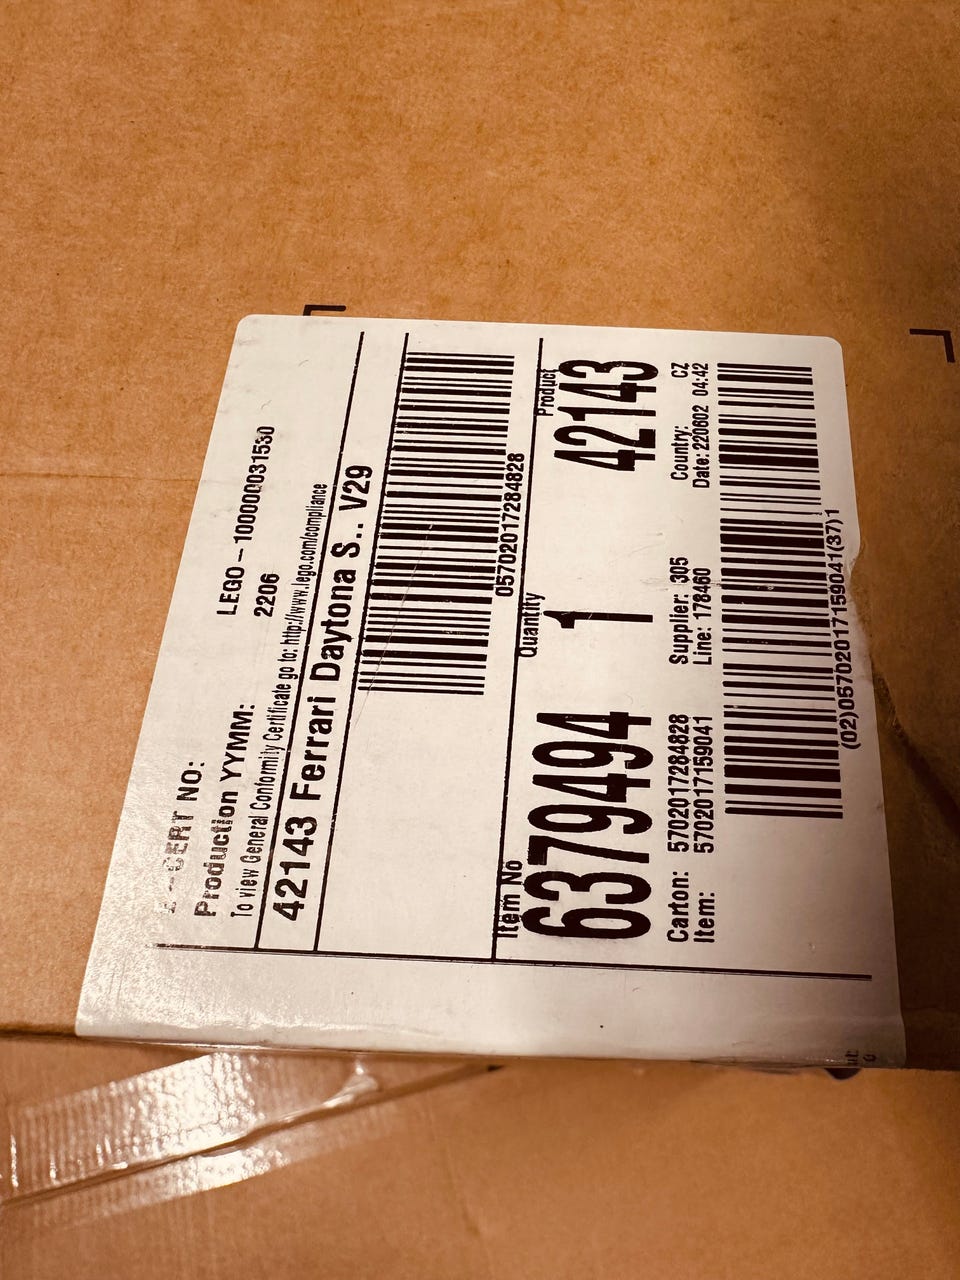 CERT NO: LEGO - 100000031530
Production YYMM: 2206
To view General Conformity Certificate go to: http://www.lego.com/compliance
42143 Ferrari Daytona S.. V29
05702017284828
Item No Quantity Product
6379494 1 42143
Carton: 5702017284828 Supplier: 305 Country: CZ
Item: 5702017159041 Line: 178460 Date: 220602 04:42
(02)05702017159041(37)1